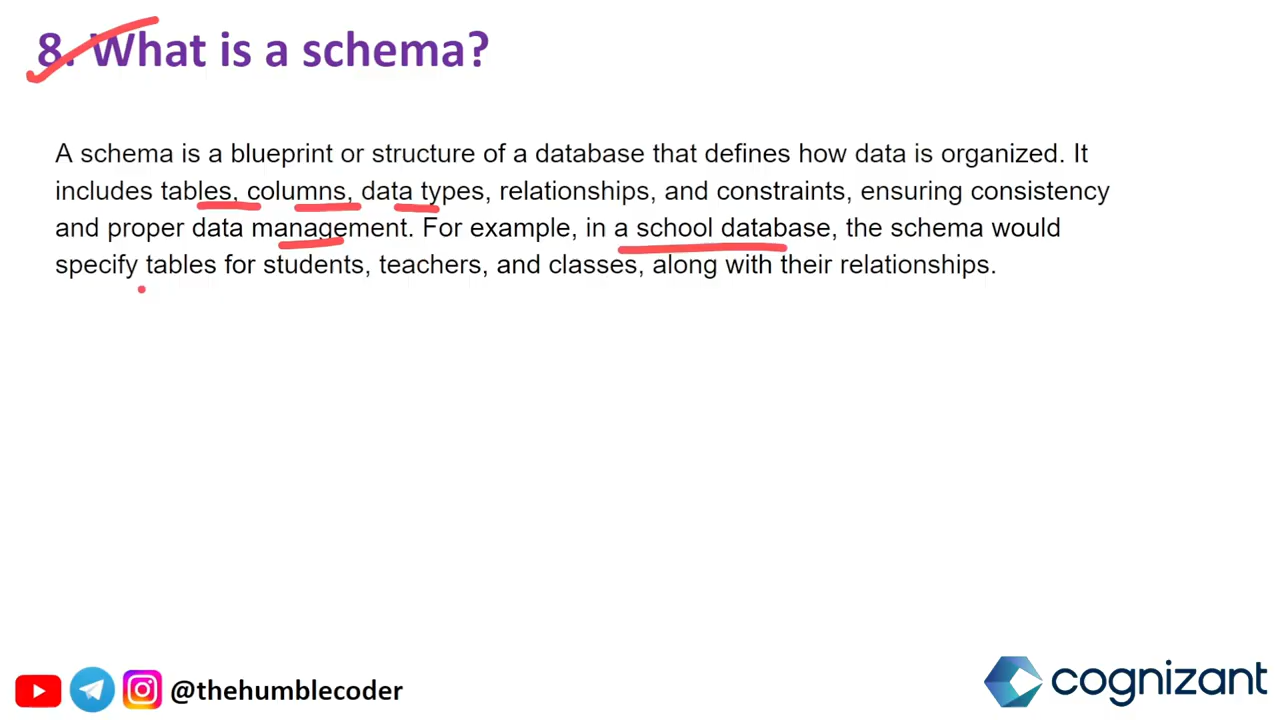 8. What is a schema?
A schema is a blueprint or structure of a database that defines how data is organized. It
includes tables, columns, data types, relationships, and constraints, ensuring consistency
and proper data management. For example, in a school database, the schema would
specify tables for students, teachers, and classes, along with their relationships.
@thehumblecoder
cognizant